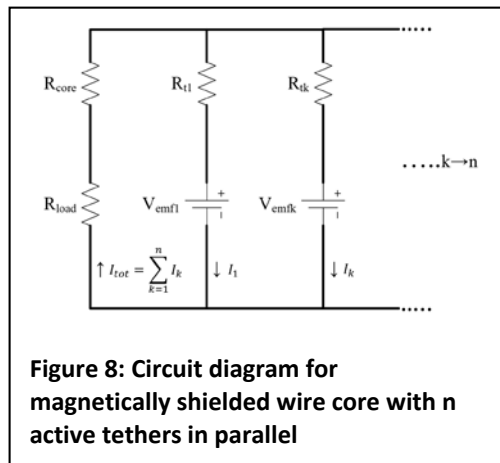 R_core R_t1 R_tk
.....
.....k→n
R_load V_emf1 + − V_emfk + −
↑ I_tot = ∑_{k=1}^{n} I_k ↓ I_1 ↓ I_k
.....
Figure 8: Circuit diagram for
magnetically shielded wire core with n
active tethers in parallel